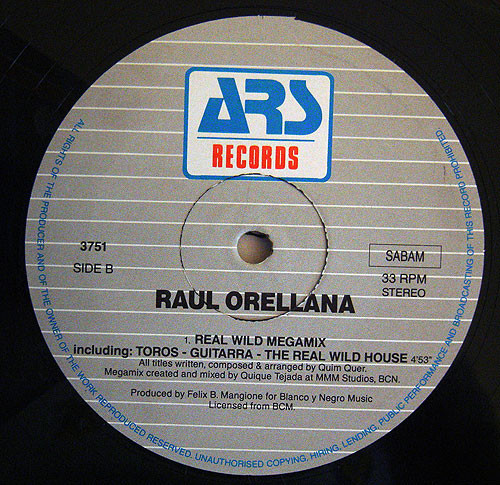 ARS
RECORDS
3751
SIDE B
SABAM
33 RPM
STEREO
RAUL ORELLANA
1. REAL WILD MEGAMIX
including: TOROS - GUITARRA - THE REAL WILD HOUSE 4'53"
All titles written, composed & arranged by Quim Quer.
Megamix created and mixed by Quique Tejada at MMM Studios, BCN.
Produced by Felix B. Mangione for Blanco y Negro Music
Licensed from BCM.
ALL RIGHTS OF THE PRODUCER AND OF THE OWNER OF THE WORK REPRODUCED RESERVED. UNAUTHORISED COPYING, HIRING, LENDING, PUBLIC PERFORMANCE AND BROADCASTING OF THIS RECORD PROHIBITED.